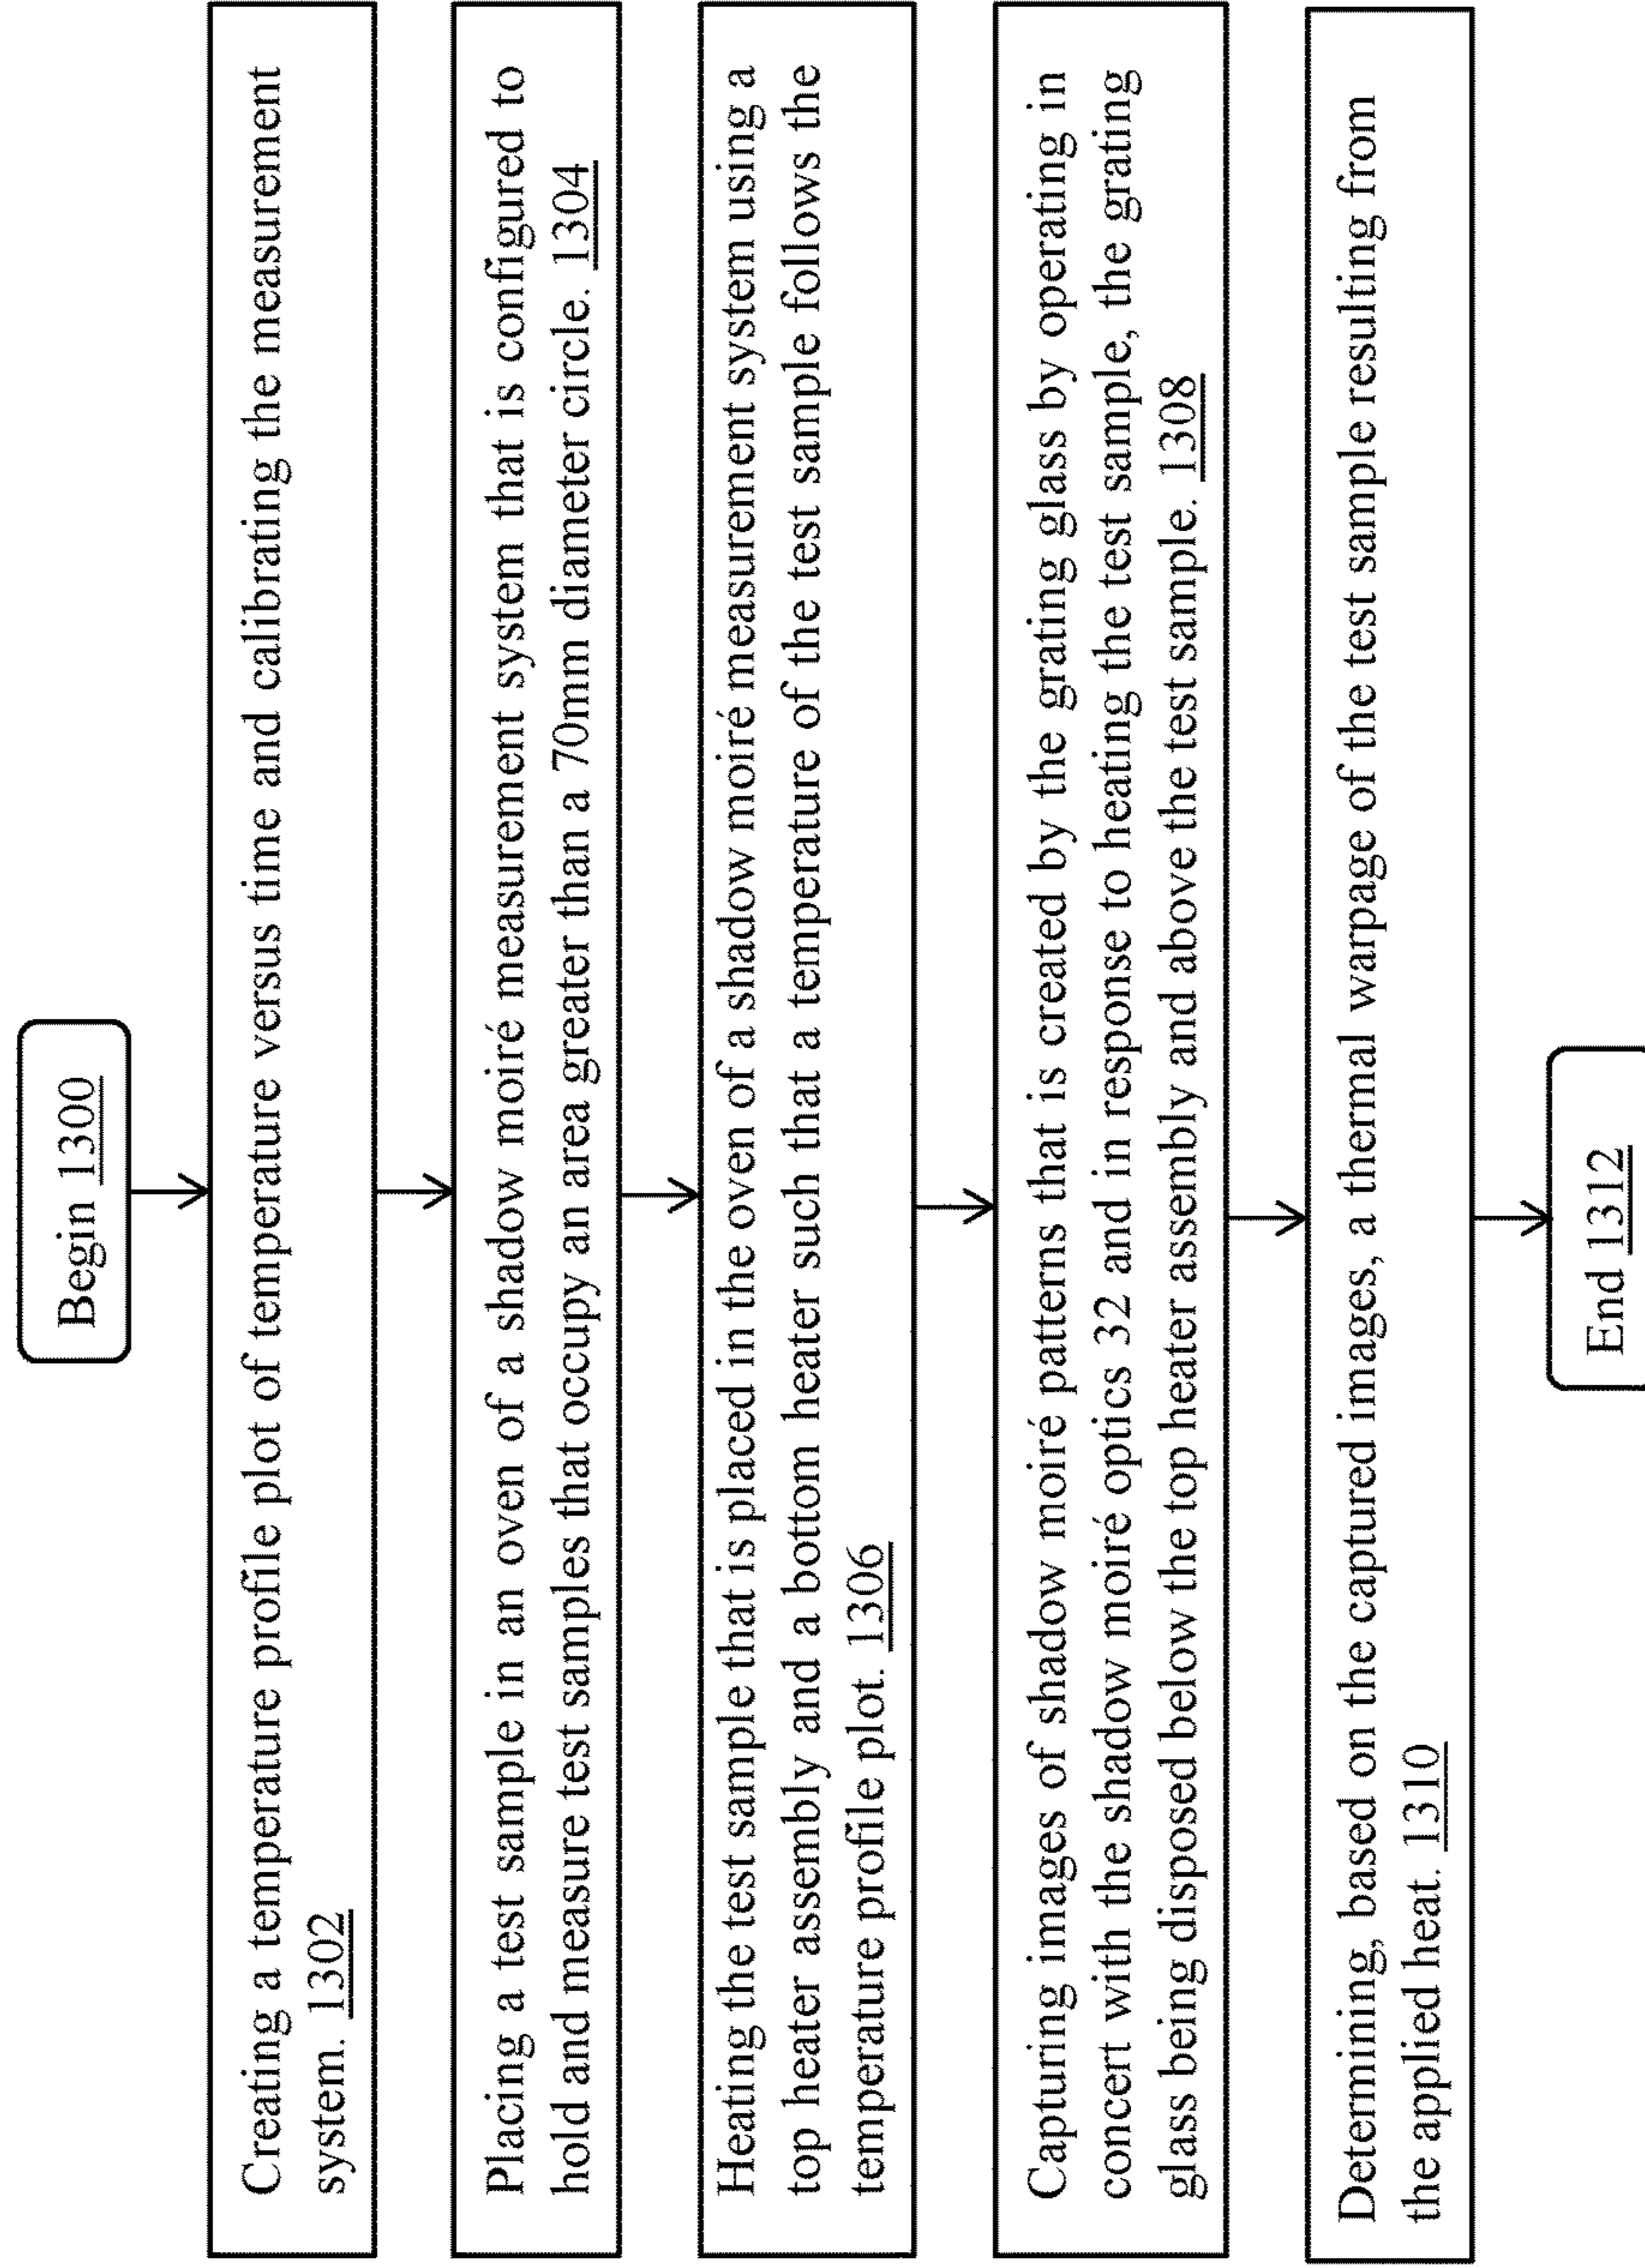 Begin 1300
Creating a temperature profile plot of temperature versus time and calibrating the measurement
system. 1302
Placing a test sample in an oven of a shadow moiré measurement system that is configured to
hold and measure test samples that occupy an area greater than a 70mm diameter circle. 1304
Heating the test sample that is placed in the oven of a shadow moiré measurement system using a
top heater assembly and a bottom heater such that a temperature of the test sample follows the
temperature profile plot. 1306
Capturing images of shadow moiré patterns that is created by the grating glass by operating in
concert with the shadow moiré optics 32 and in response to heating the test sample, the grating
glass being disposed below the top heater assembly and above the test sample. 1308
Determining, based on the captured images, a thermal warpage of the test sample resulting from
the applied heat. 1310
End 1312